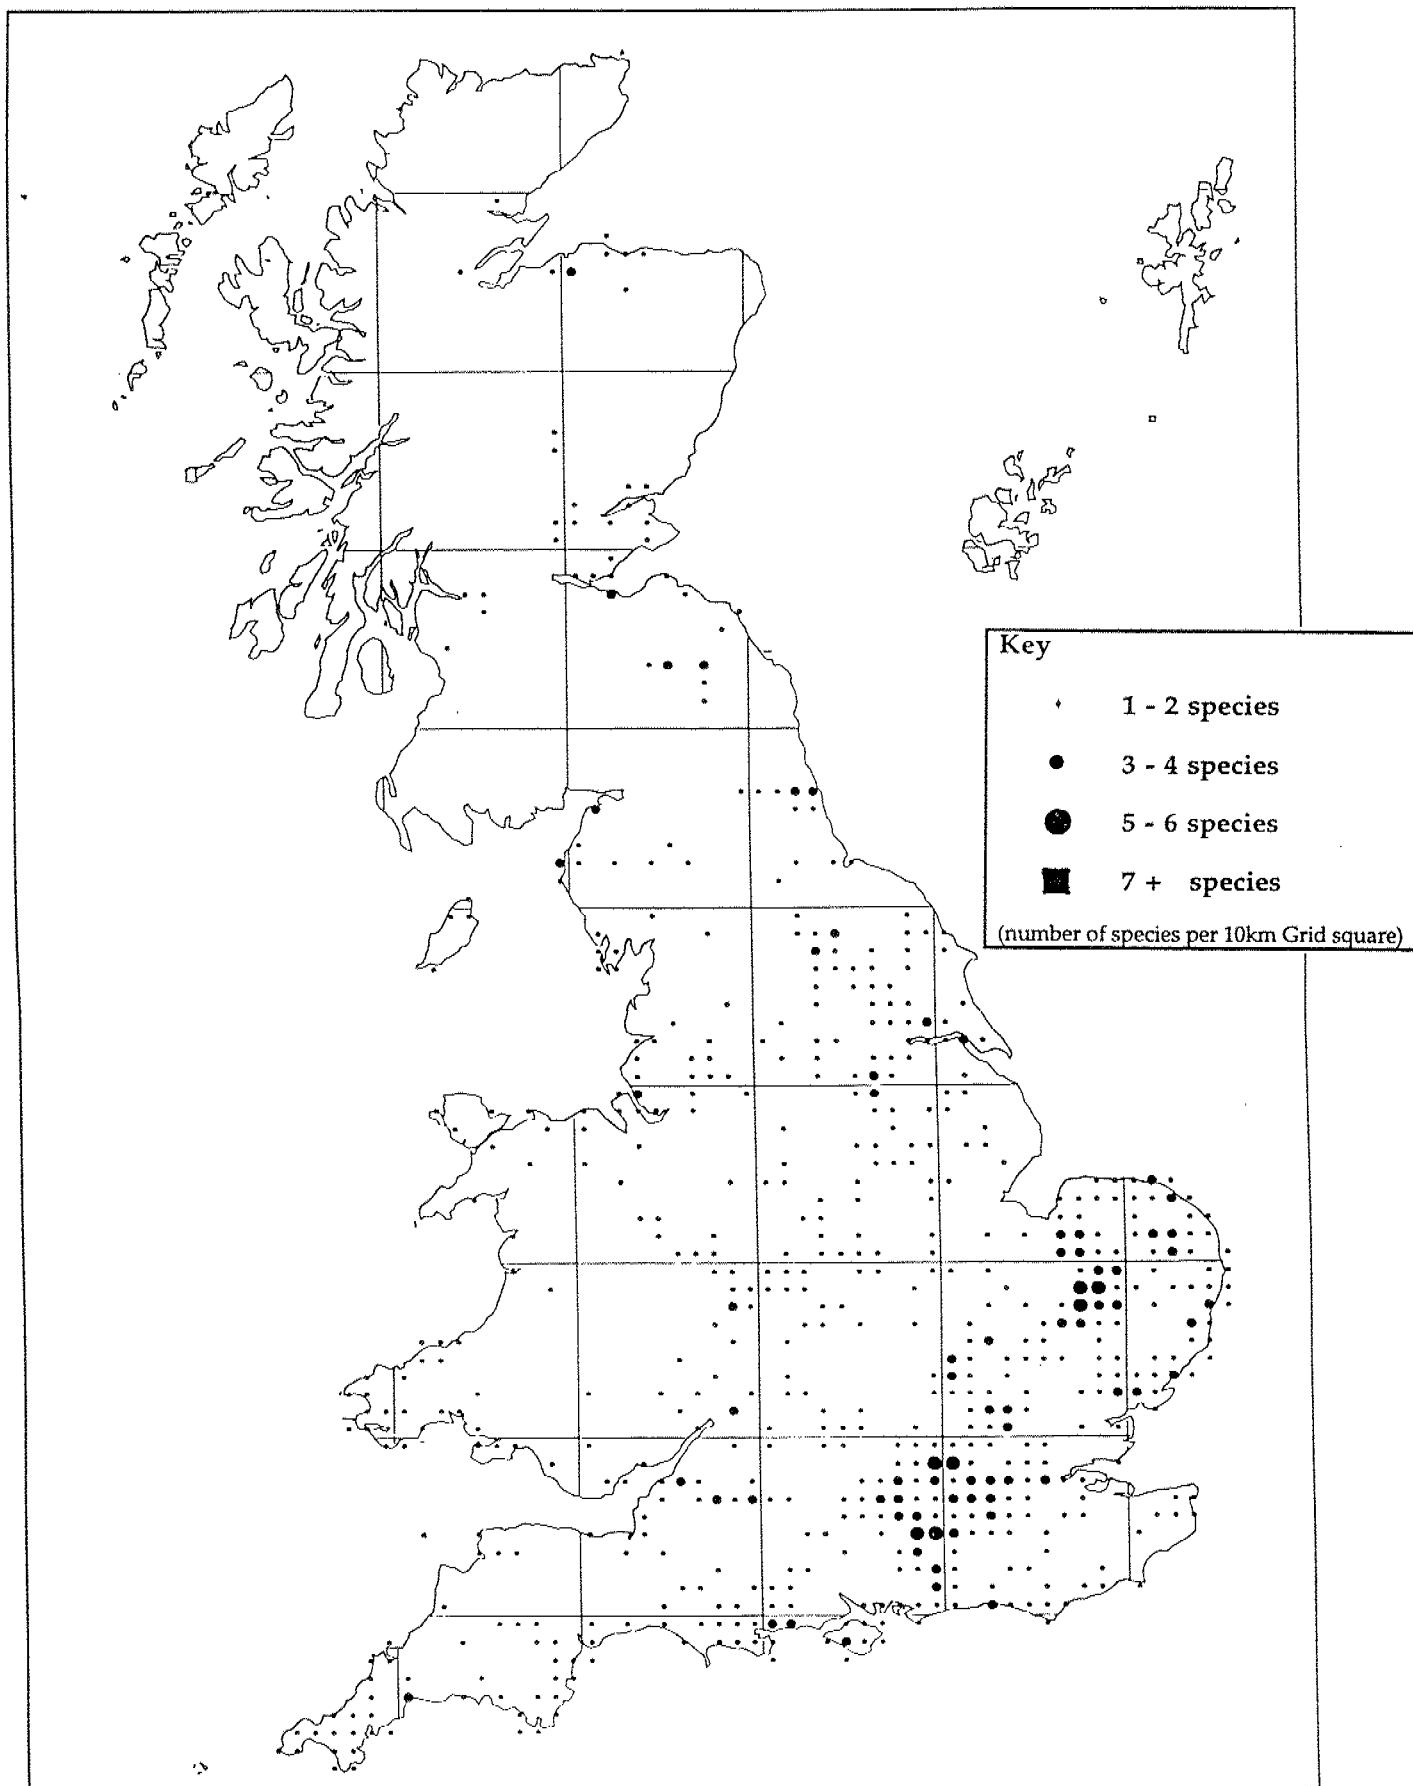 Key
1 - 2 species
3 - 4 species
5 - 6 species
7 + species
(number of species per 10km Grid square)